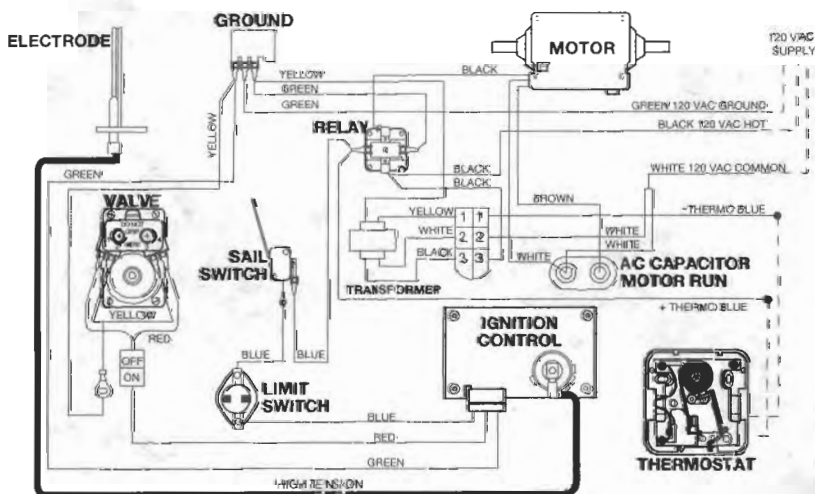 GROUND
ELECTRODE
MOTOR
120 VAC
SUPPLY
BLACK
YELLOW
GREEN
GREEN
GREEN 120 VAC GROUND
RELAY
BLACK 120 VAC HOT
YELLOW
GREEN
BLACK
BLACK
WHITE 120 VAC COMMON
VALVE
BROWN
YELLOW
1 1
-THERMO BLUE
WHITE
2 2
WHITE
WHITE
SAIL
SWITCH
BLACK
3 3
WHITE
AC CAPACITOR
MOTOR RUN
TRANSFORMER
YELLOW
+ THERMO BLUE
RED
IGNITION
CONTROL
BLUE
BLUE
OFF
ON
LIMIT
SWITCH
BLUE
RED
GREEN
THERMOSTAT
HIGH TENSION